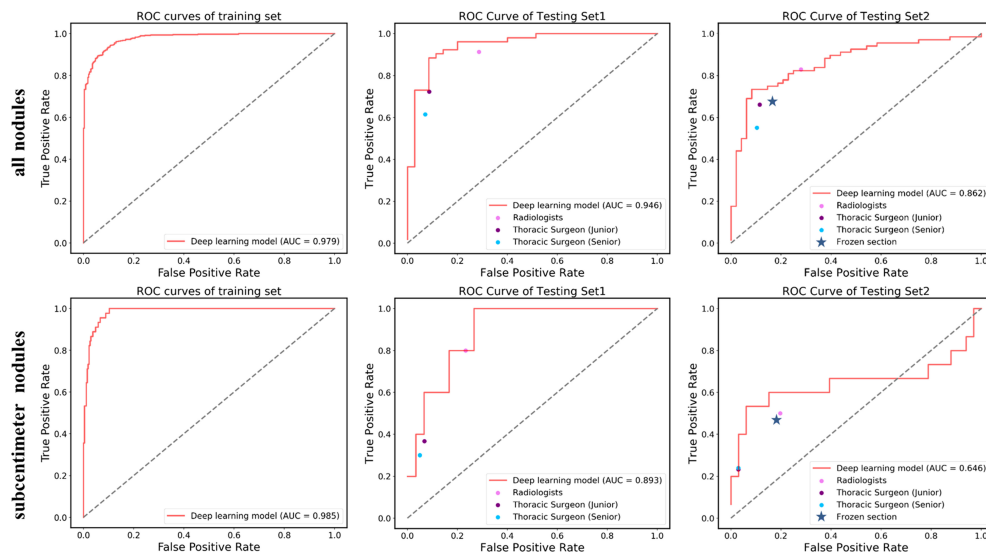 all nodules
ROC curves of training set
True Positive Rate
1.0
0.8
0.6
0.4
0.2
0.0
Deep learning model (AUC = 0.979)
0.0 0.2 0.4 0.6 0.8 1.0
False Positive Rate
ROC Curve of Testing Set1
True Positive Rate
1.0
0.8
0.6
0.4
0.2
0.0
Deep learning model (AUC = 0.946)
Radiologists
Thoracic Surgeon (Junior)
Thoracic Surgeon (Senior)
0.0 0.2 0.4 0.6 0.8 1.0
False Positive Rate
ROC Curve of Testing Set2
True Positive Rate
1.0
0.8
0.6
0.4
0.2
0.0
Deep learning model (AUC = 0.862)
Radiologists
Thoracic Surgeon (Junior)
Thoracic Surgeon (Senior)
Frozen section
0.0 0.2 0.4 0.6 0.8 1.0
False Positive Rate
subcentimeter nodules
ROC curves of training set
True Positive Rate
1.0
0.8
0.6
0.4
0.2
0.0
Deep learning model (AUC = 0.985)
0.0 0.2 0.4 0.6 0.8 1.0
False Positive Rate
ROC Curve of Testing Set1
True Positive Rate
1.0
0.8
0.6
0.4
0.2
0.0
Deep learning model (AUC = 0.893)
Radiologists
Thoracic Surgeon (Junior)
Thoracic Surgeon (Senior)
0.0 0.2 0.4 0.6 0.8 1.0
False Positive Rate
ROC Curve of Testing Set2
True Positive Rate
1.0
0.8
0.6
0.4
0.2
0.0
Deep learning model (AUC = 0.646)
Radiologists
Thoracic Surgeon (Junior)
Thoracic Surgeon (Senior)
Frozen section
0.0 0.2 0.4 0.6 0.8 1.0
False Positive Rate